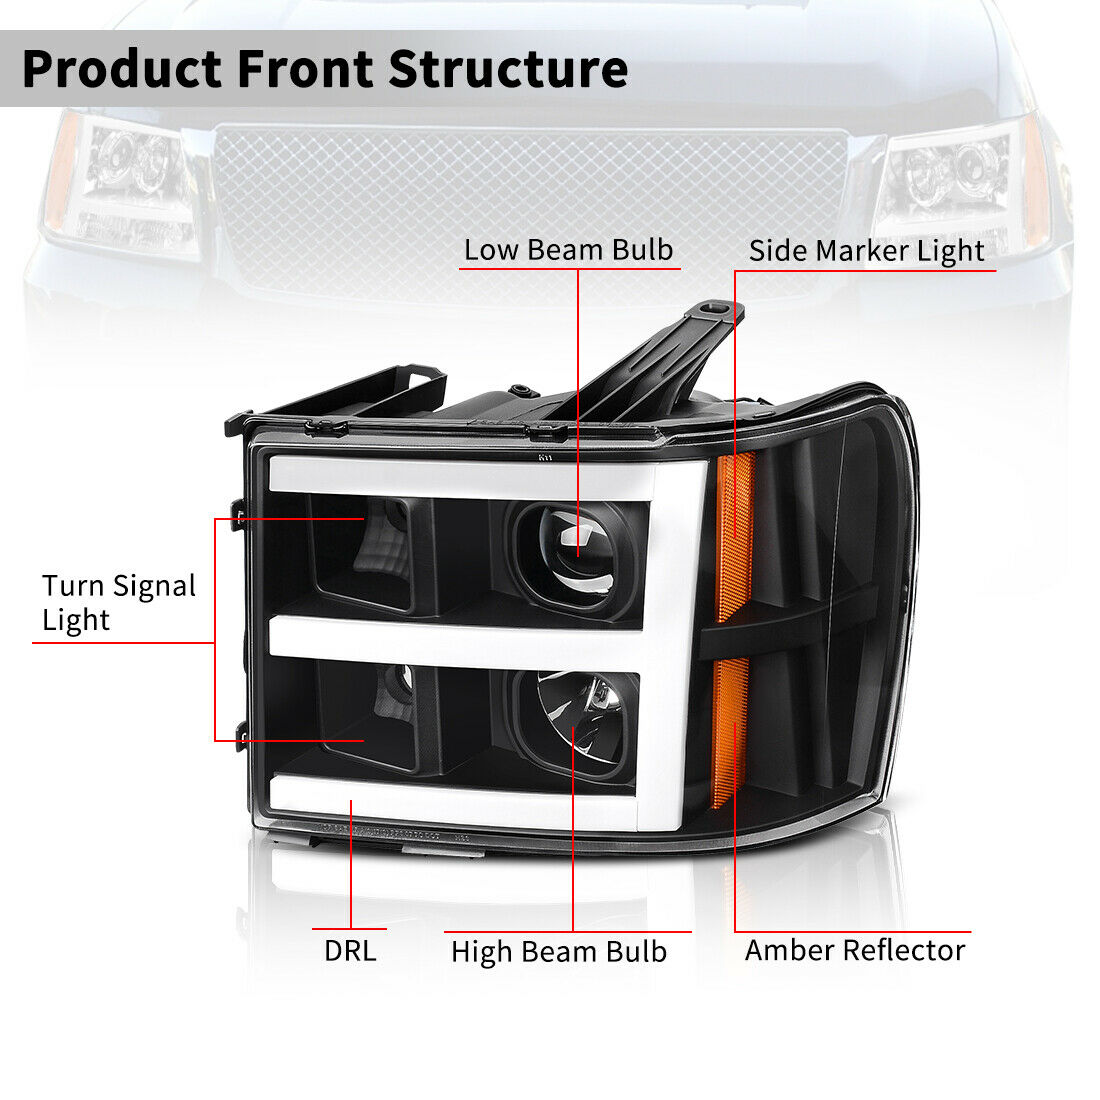 Product Front Structure
Low Beam Bulb
Side Marker Light
Turn Signal
Light
DRL
High Beam Bulb
Amber Reflector